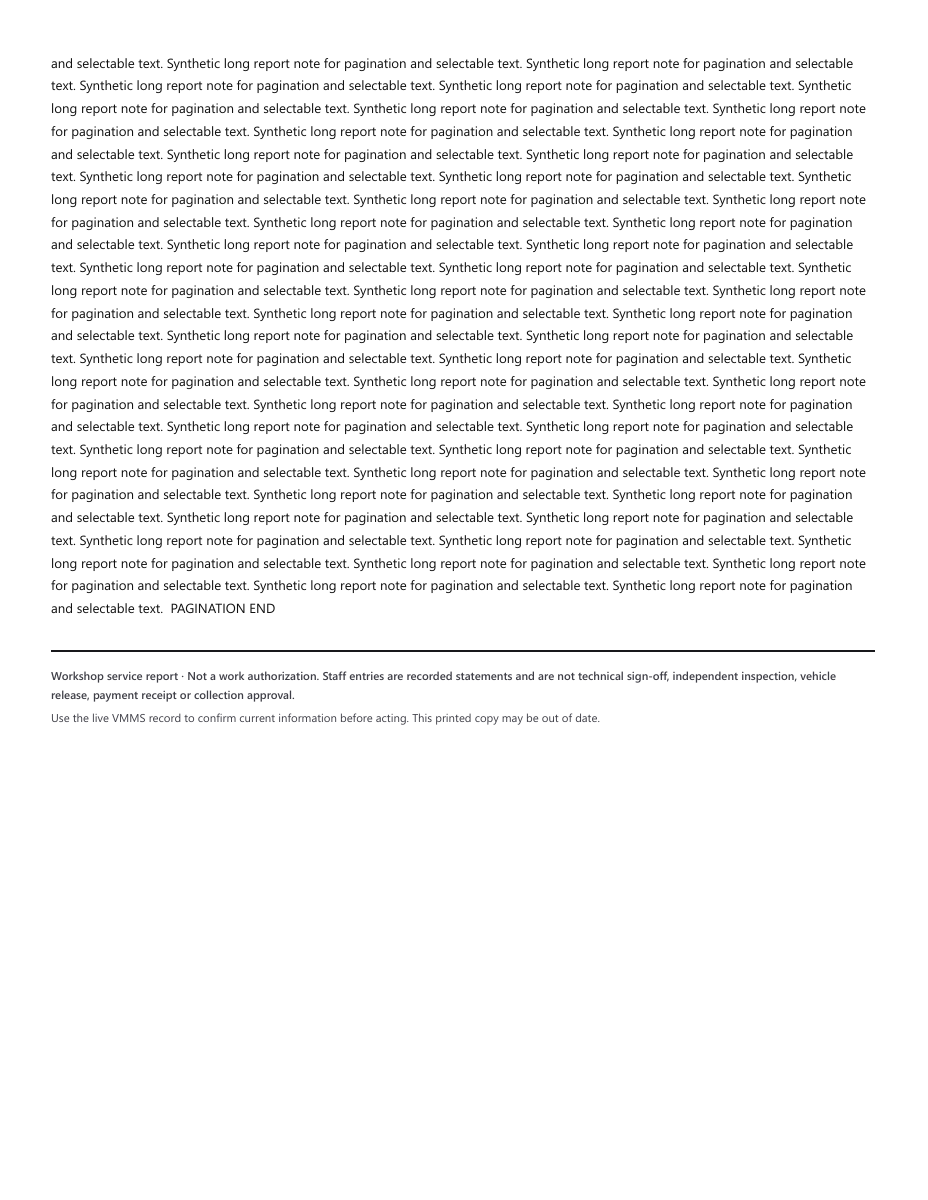 and selectable text. Synthetic long report note for pagination and selectable text. Synthetic long report note for pagination and selectable
text. Synthetic long report note for pagination and selectable text. Synthetic long report note for pagination and selectable text. Synthetic
long report note for pagination and selectable text. Synthetic long report note for pagination and selectable text. Synthetic long report note
for pagination and selectable text. Synthetic long report note for pagination and selectable text. Synthetic long report note for pagination
and selectable text. Synthetic long report note for pagination and selectable text. Synthetic long report note for pagination and selectable
text. Synthetic long report note for pagination and selectable text. Synthetic long report note for pagination and selectable text. Synthetic
long report note for pagination and selectable text. Synthetic long report note for pagination and selectable text. Synthetic long report note
for pagination and selectable text. Synthetic long report note for pagination and selectable text. Synthetic long report note for pagination
and selectable text. Synthetic long report note for pagination and selectable text. Synthetic long report note for pagination and selectable
text. Synthetic long report note for pagination and selectable text. Synthetic long report note for pagination and selectable text. Synthetic
long report note for pagination and selectable text. Synthetic long report note for pagination and selectable text. Synthetic long report note
for pagination and selectable text. Synthetic long report note for pagination and selectable text. Synthetic long report note for pagination
and selectable text. Synthetic long report note for pagination and selectable text. Synthetic long report note for pagination and selectable
text. Synthetic long report note for pagination and selectable text. Synthetic long report note for pagination and selectable text. Synthetic
long report note for pagination and selectable text. Synthetic long report note for pagination and selectable text. Synthetic long report note
for pagination and selectable text. Synthetic long report note for pagination and selectable text. Synthetic long report note for pagination
and selectable text. Synthetic long report note for pagination and selectable text. Synthetic long report note for pagination and selectable
text. Synthetic long report note for pagination and selectable text. Synthetic long report note for pagination and selectable text. Synthetic
long report note for pagination and selectable text. Synthetic long report note for pagination and selectable text. Synthetic long report note
for pagination and selectable text. Synthetic long report note for pagination and selectable text. Synthetic long report note for pagination
and selectable text. Synthetic long report note for pagination and selectable text. Synthetic long report note for pagination and selectable
text. Synthetic long report note for pagination and selectable text. Synthetic long report note for pagination and selectable text. Synthetic
long report note for pagination and selectable text. Synthetic long report note for pagination and selectable text. Synthetic long report note
for pagination and selectable text. Synthetic long report note for pagination and selectable text. Synthetic long report note for pagination
and selectable text.  PAGINATION END
Workshop service report · Not a work authorization. Staff entries are recorded statements and are not technical sign-off, independent inspection, vehicle
release, payment receipt or collection approval.
Use the live VMMS record to confirm current information before acting. This printed copy may be out of date.